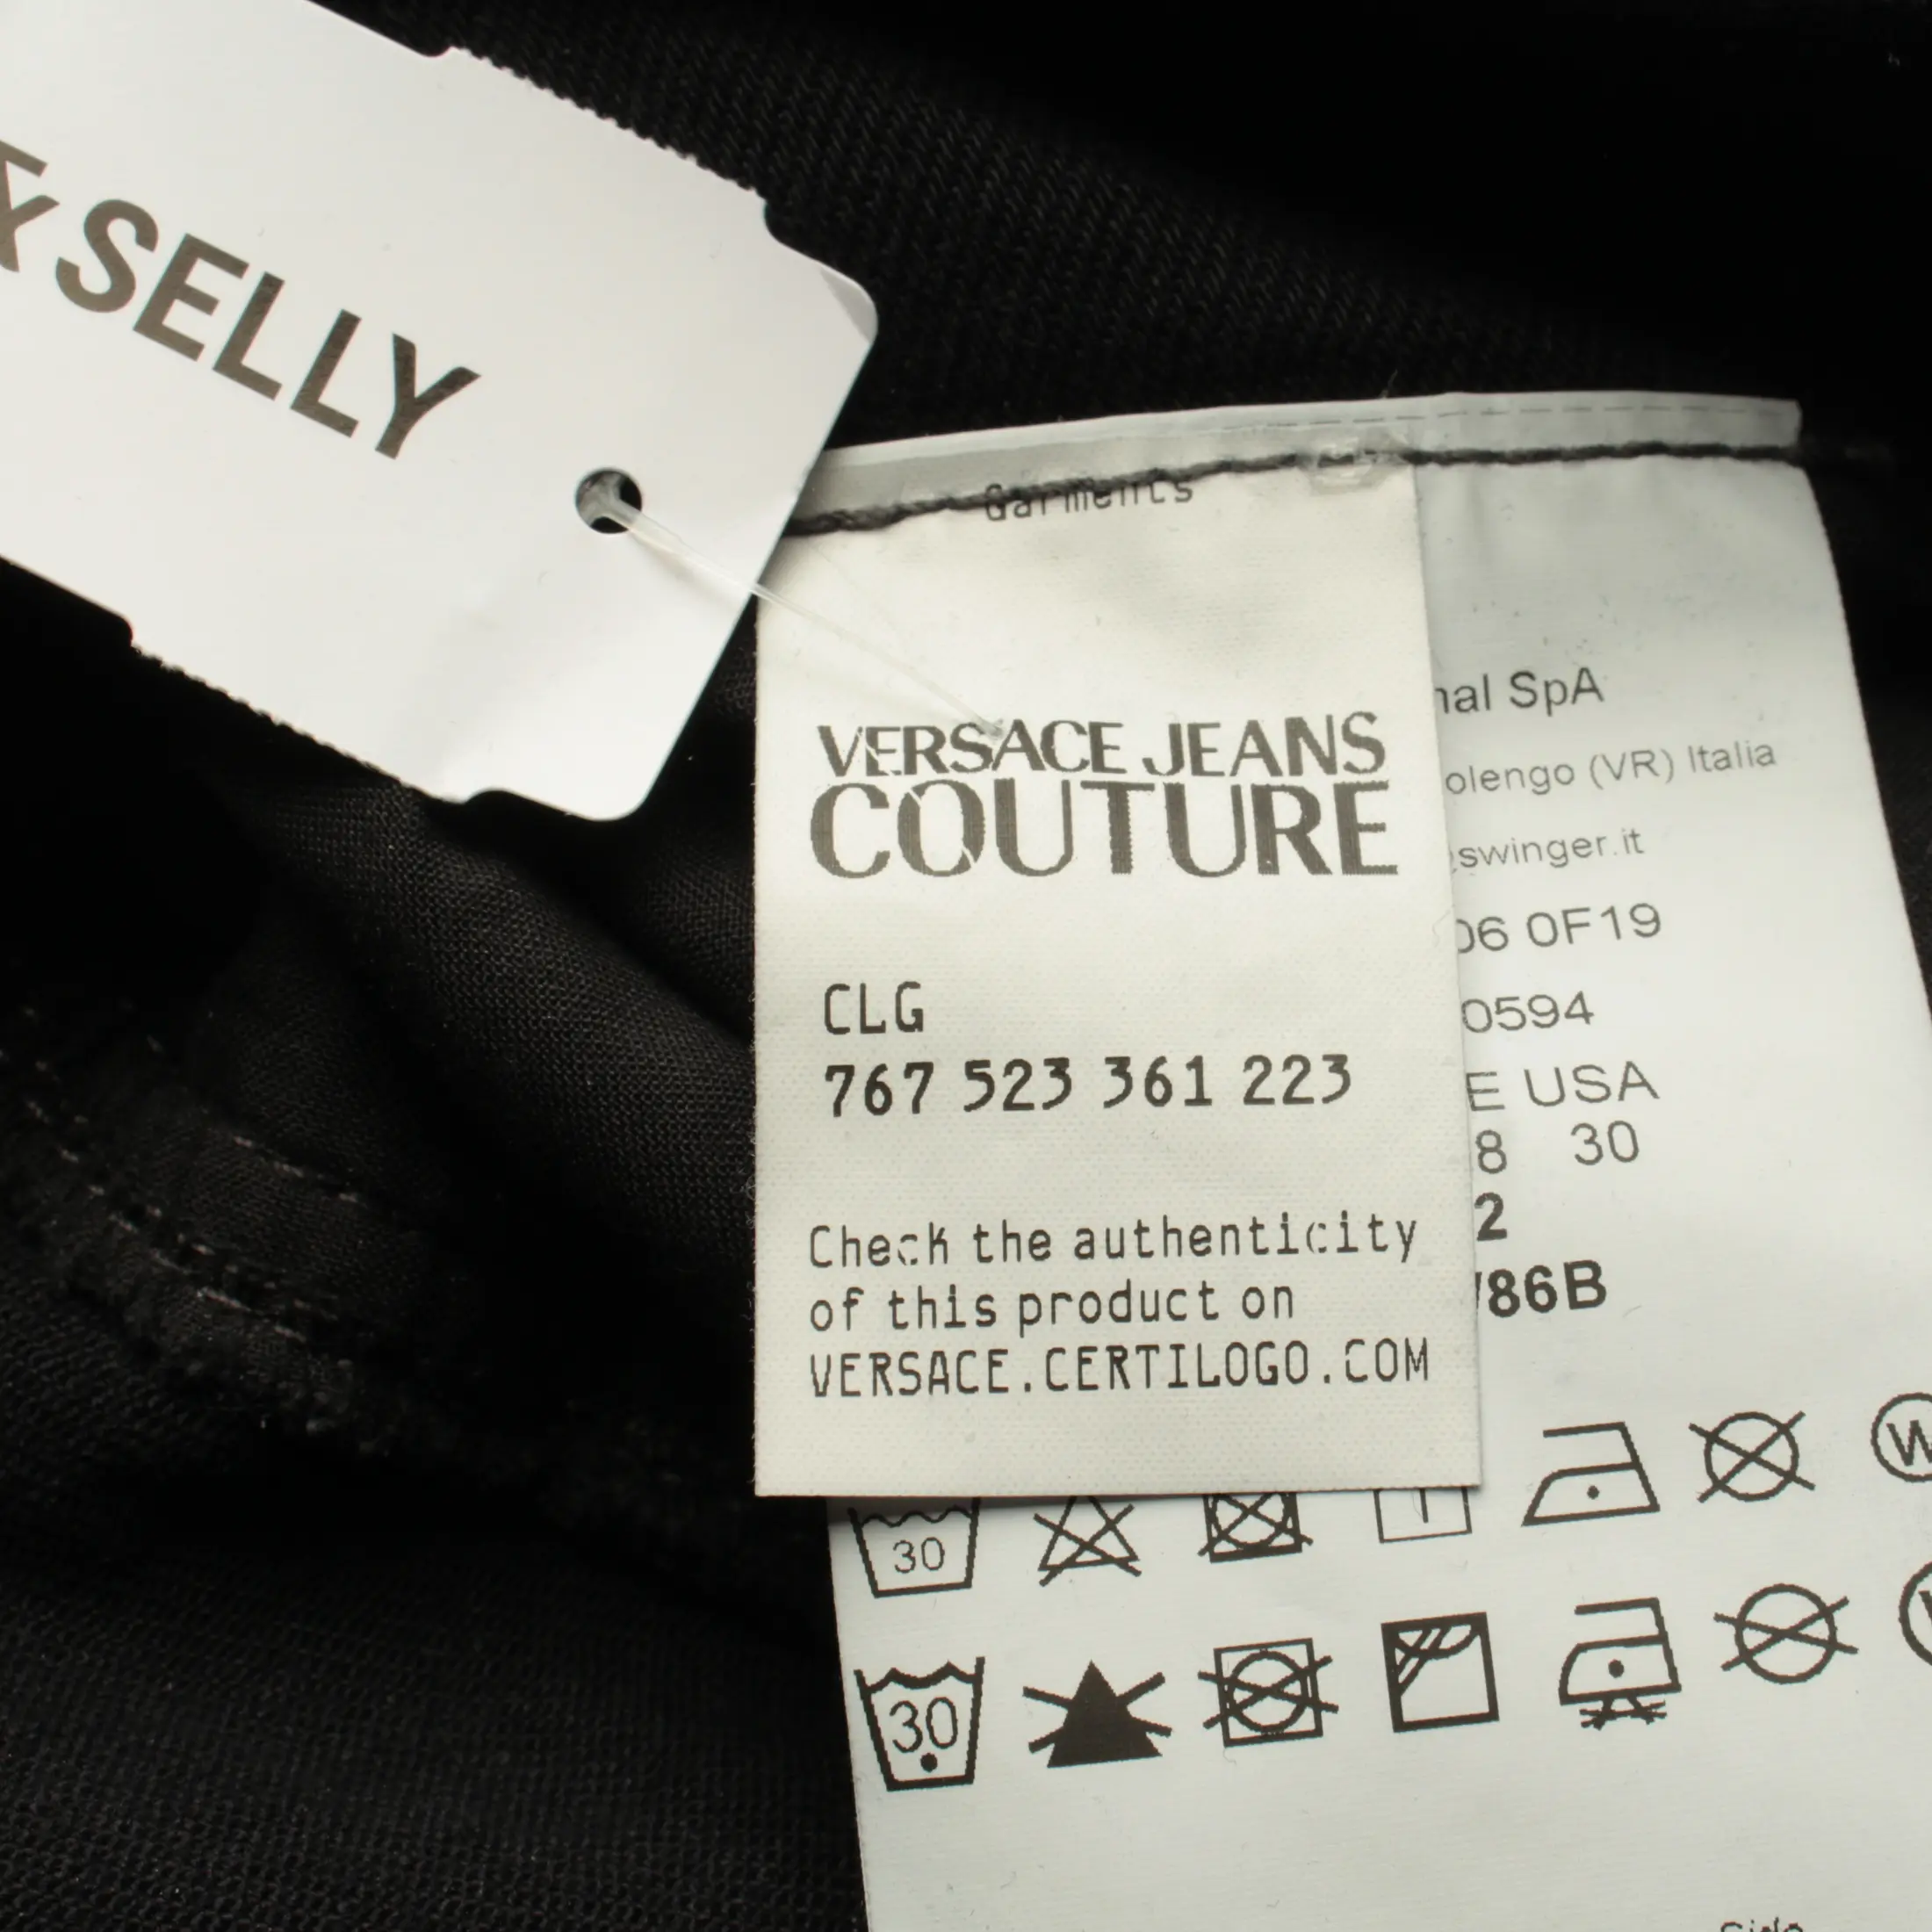 & SELLY
Garments
VERSACE JEANS
COUTURE
CLG
767 523 361 223
Check the authenticity
of this product on
VERSACE.CERTILOGO.COM
nal SpA
olengo (VR) Italia
swinger.it
06 0F19
0594
E USA
8 30
2
86B
W
30
30